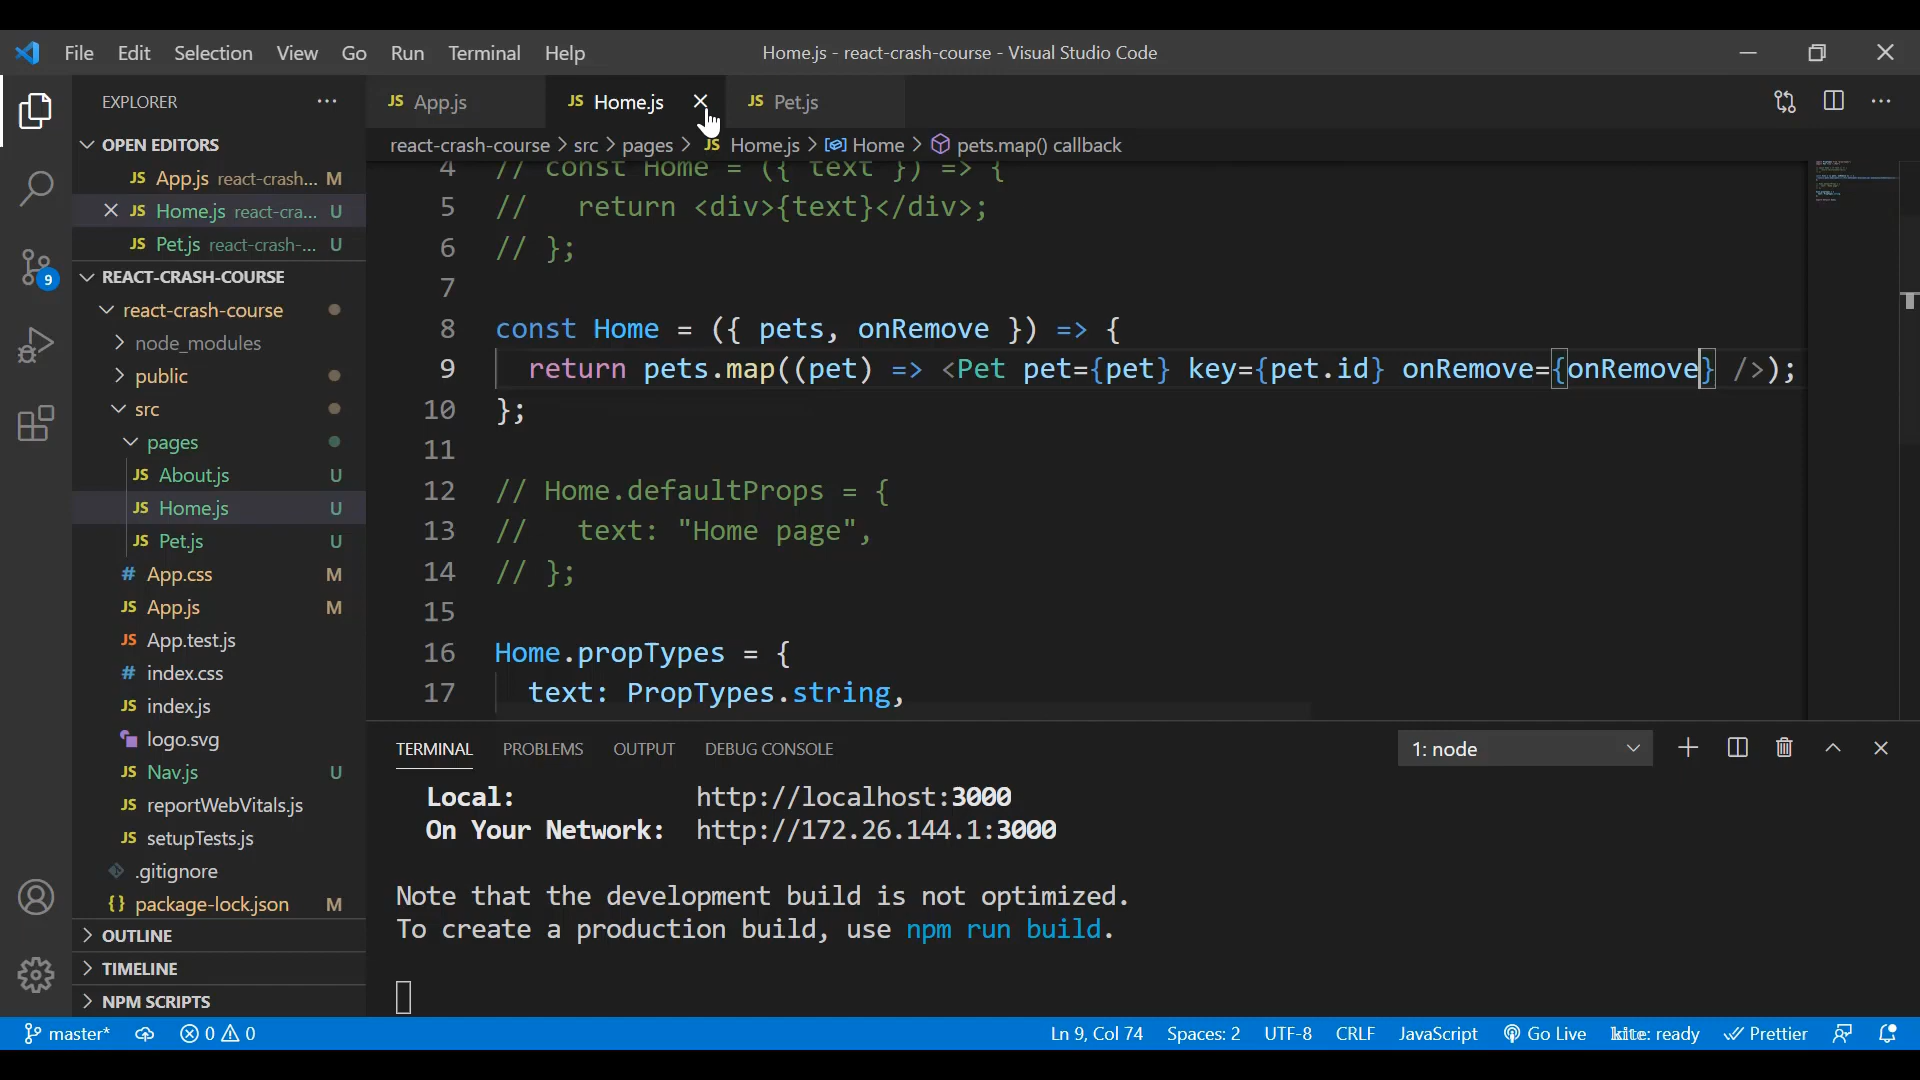 File Edit Selection View Go Run Terminal Help
Home.js - react-crash-course - Visual Studio Code
EXPLORER
OPEN EDITORS
JS App.js react-crash... M
JS Home.js react-cra... U
JS Pet.js react-crash-... U
REACT-CRASH-COURSE
react-crash-course
node_modules
public
src
pages
JS About.js U
JS Home.js U
JS Pet.js U
# App.css M
JS App.js M
JS App.test.js
# index.css
JS index.js
logo.svg
JS Nav.js U
JS reportWebVitals.js
JS setupTests.js
.gitignore
{} package-lock.json M
OUTLINE
TIMELINE
NPM SCRIPTS
9
JS App.js JS Home.js JS Pet.js
react-crash-course > src > pages > JS Home.js > Home > pets.map() callback
4 // const Home = ({ text }) => {
5 //   return <div>{text}</div>;
6 // };
7
8 const Home = ({ pets, onRemove }) => {
9   return pets.map((pet) => <Pet pet={pet} key={pet.id} onRemove={onRemove} />);
10 };
11
12 // Home.defaultProps = {
13 //   text: "Home page",
14 // };
15
16 Home.propTypes = {
17   text: PropTypes.string,
TERMINAL PROBLEMS OUTPUT DEBUG CONSOLE 1: node
Local: http://localhost:3000
On Your Network: http://172.26.144.1:3000
Note that the development build is not optimized.
To create a production build, use npm run build.
master* 0 0 Ln 9, Col 74 Spaces: 2 UTF-8 CRLF JavaScript Go Live kite: ready Prettier